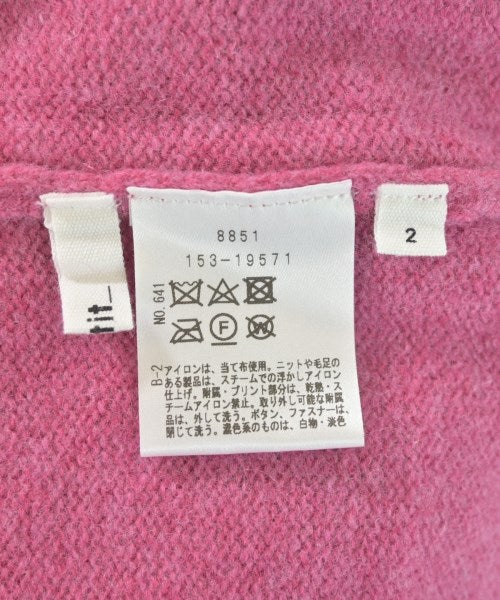 8851
153-19571
NO.641
F
W
B-2
アイロンは、当て布使用。ニットや毛足の
ある製品は、スチームでの浮かしアイロン
仕上げ。附属・プリント部分は、乾熱・ス
チームアイロン禁止。取り外し可能な附属
品は、外して洗う。ボタン、ファスナーは、
閉じて洗う。濃色系のものは、白物・淡色
2
tit_